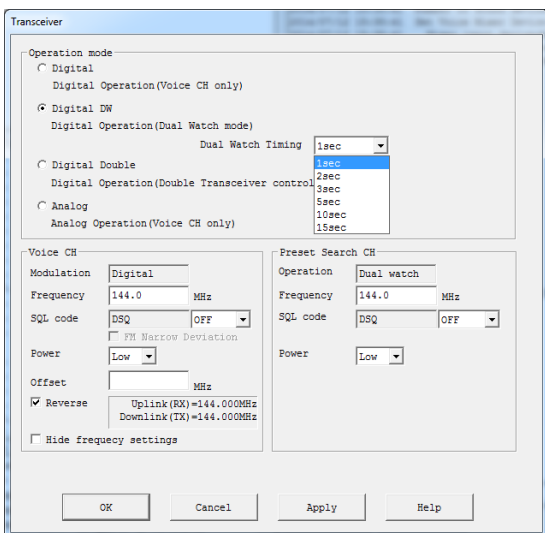 Transceiver
Operation mode
Digital
Digital Operation(Voice CH only)
Digital DW
Digital Operation(Dual Watch mode)
Dual Watch Timing 1sec
1sec
2sec
3sec
5sec
10sec
15sec
Digital Double
Digital Operation(Double Transceiver control
Analog
Analog Operation(Voice CH only)
Voice CH
Modulation Digital
Frequency 144.0 MHz
SQL code DSQ OFF
FM Narrow Deviation
Power Low
Offset MHz
Reverse Uplink(RX)=144.000MHz
Downlink(TX)=144.000MHz
Hide frequecy settings
Preset Search CH
Operation Dual watch
Frequency 144.0 MHz
SQL code DSQ OFF
Power Low
OK Cancel Apply Help